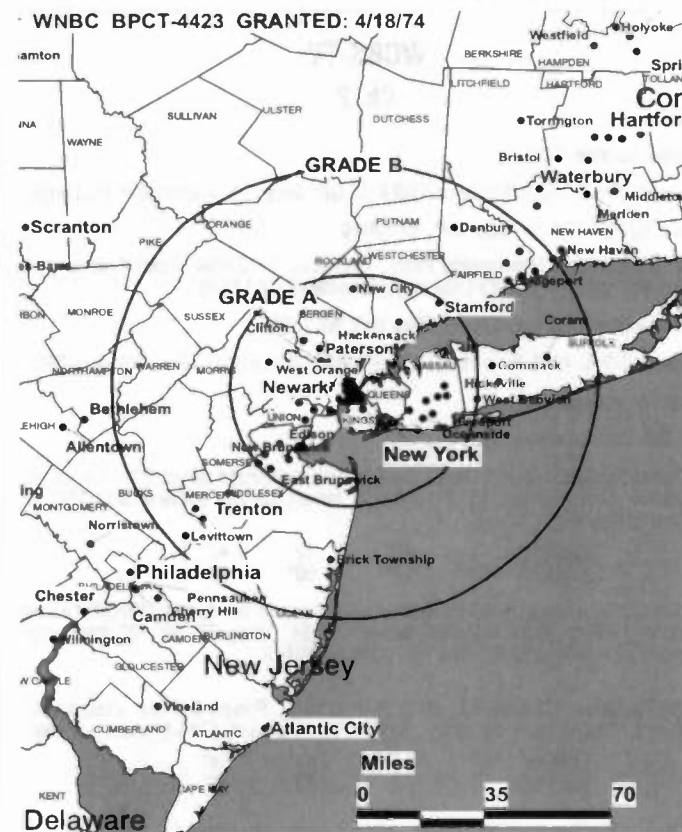 WNBC BPCT-4423 GRANTED: 4/18/74
Westfield
Holyoke
BERKSHIRE
HAMPDEN
LITCHFIELD
HARTFORD
SULLIVAN
ULSTER
DUTCHESS
Torrington
Hartfor
WAYNE
Bristol
GRADE B
Waterbury
Meriden
Scranton
ORANGE
PUTNAM
Danbury
NEW HAVEN
PIKE
ROCKLAND
WESTCHESTER
New Haven
FAIRFIELD
GRADE A
New City
MONROE
SUSSEX
BERGEN
Stamford
Clifton
Hackensack
Coram
SUFFOLK
Paterson
NORTHAMPTON
WARREN
MORRIS
West Orange
Commack
Newark
QUEENS
Hicksville
Bethlehem
West Babylon
LEHIGH
UNION
KINGS
Allentown
Edison
Oceanside
New Brunswick
New York
SOMERSET
East Brunswick
BUCKS
MERCER
MIDDLESEX
MONTGOMERY
Trenton
Norristown
Levittown
Brick Township
Philadelphia
Chester
Pennsauken
Camden
Cherry Hill
OCEAN
CAMDEN
BURLINGTON
Wilmington
GLOUCESTER
New Jersey
Vineland
CUMBERLAND
ATLANTIC
Atlantic City
Miles
KENT
CAPE MAY
0 35 70
Delaware